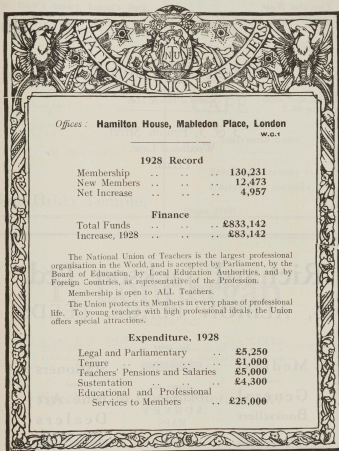 NUT
NATIONAL UNION OF TEACHERS
Offices : Hamilton House, Mabledon Place, London
W.C.1
1928 Record
Membership .. .. .. 130,231
New Members .. .. .. 12,473
Net Increase .. .. .. 4,957
Finance
Total Funds .. .. .. £833,142
Increase, 1928 .. .. .. £83,142
The National Union of Teachers is the largest professional
organisation in the World, and is accepted by Parliament, by the
Board of Education, by Local Education Authorities, and by
Foreign Countries, as representative of the Profession.
Membership is open to ALL Teachers.
The Union protects its Members in every phase of professional
life. To young teachers with high professional ideals, the Union
offers special attractions.
Expenditure, 1928
Legal and Parliamentary .. £5,250
Tenure .. .. .. .. £1,000
Teachers' Pensions and Salaries £5,000
Sustentation .. .. .. £4,300
Educational and Professional
Services to Members .. £25,000